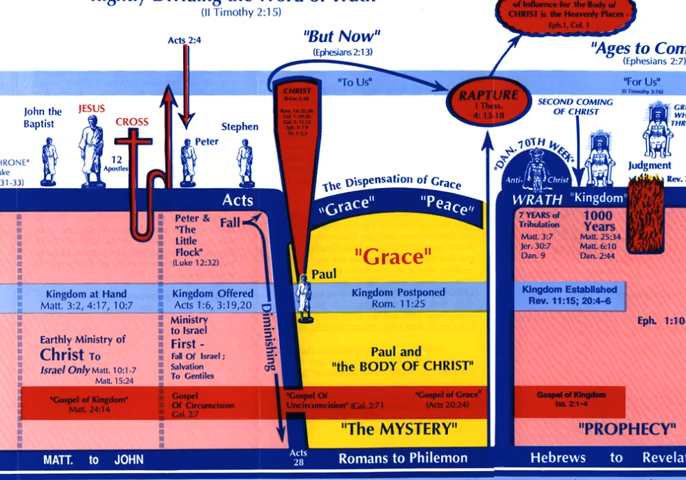 (II Timothy 2:15)
of Influence for the Body of
CHRIST is the Heavenly Places -
Eph.1, Col. 1
Acts 2:4
"But Now"
(Ephesians 2:13)
"Ages to Com
(Ephesians 2:7)
"To Us"
"For Us"
CHRIST
RAPTURE
I Thess.
4: 13-18
SECOND COMING
OF CHRIST
John the
Baptist
JESUS
CROSS
12
Apostles
Peter
Stephen
31-33)
"DAN. 70TH WEEK"
Anti-
Christ
Judgment
Rev.
The Dispensation of Grace
Acts
"Grace"
"Peace"
WRATH
"Kingdom"
Peter &
"The
Little
Flock"
(Luke 12:32)
Fall
Diminishing
"Grace"
Paul
7 YEARS of
Tribulation
Matt. 3:7
Jer. 30:7
Dan. 9
1000
Years
Matt. 25:34
Matt. 6:10
Dan. 2:44
Kingdom at Hand
Matt. 3:2, 4:17, 10:7
Kingdom Offered
Acts 1:6, 3:19,20
Kingdom Postponed
Rom. 11:25
Kingdom Established
Rev. 11:15; 20:4-6
Eph. 1:10
Earthly Ministry of
Christ To
Israel Only Matt. 10:1-7
Matt. 15:24
Ministry
to Israel
First -
Fall Of Israel ;
Salvation
To Gentiles
Paul and
"the BODY OF CHRIST"
"Gospel of Kingdom"
Matt. 24:14
Gospel
Of Circumcision
Gal. 2:7
"Gospel Of
Uncircumcision" (Gal. 2:7)
"Gospel of Grace"
(Acts 20:24)
Gospel of Kingdom
Isa. 2:1-4
"The MYSTERY"
"PROPHECY"
MATT. to JOHN
Acts
28
Romans to Philemon
Hebrews to Revelat